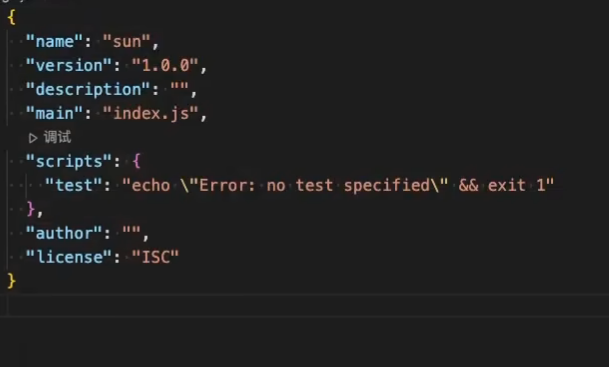 {
"name": "sun",
"version": "1.0.0",
"description": "",
"main": "index.js",
调试
"scripts": {
"test": "echo \"Error: no test specified\" && exit 1"
},
"author": "",
"license": "ISC"
}